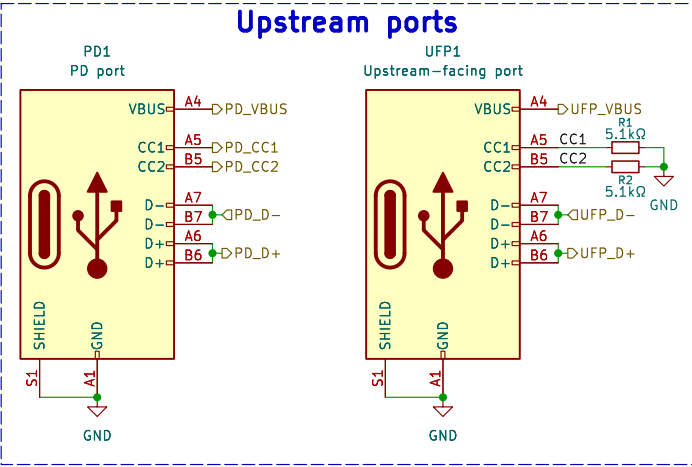 Upstream ports
PD1
PD port
VBUS
A4
PD_VBUS
CC1
A5
PD_CC1
CC2
B5
PD_CC2
D-
A7
D-
B7
PD_D-
D+
A6
D+
B6
PD_D+
SHIELD
GND
S1
A1
GND
UFP1
Upstream-facing port
VBUS
A4
UFP_VBUS
CC1
A5
CC1
R1
5.1kΩ
CC2
B5
CC2
R2
5.1kΩ
GND
D-
A7
D-
B7
UFP_D-
D+
A6
D+
B6
UFP_D+
SHIELD
GND
S1
A1
GND